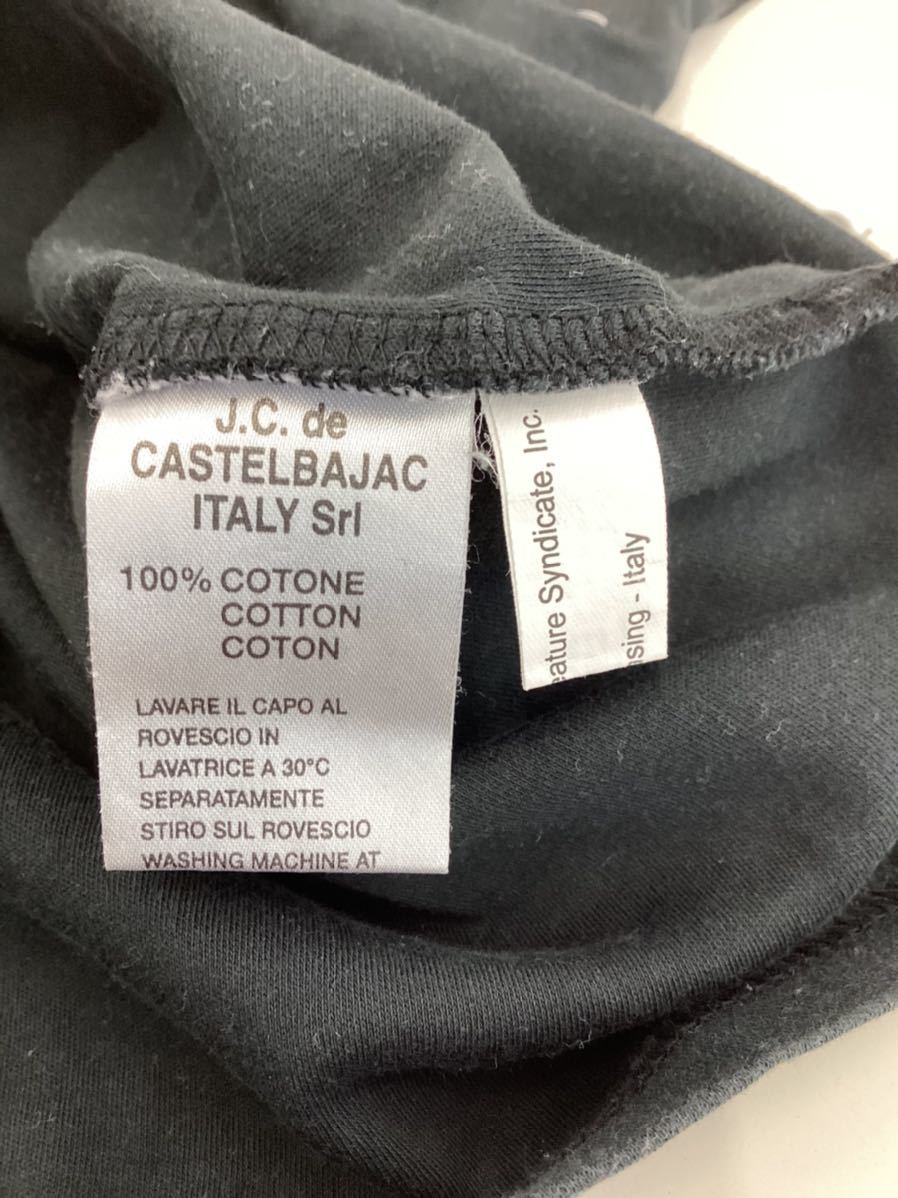 J.C. de
CASTELBAJAC
ITALY Srl
100% COTONE
COTTON
COTON
LAVARE IL CAPO AL
ROVESCIO IN
LAVATRICE A 30°C
SEPARATAMENTE
STIRO SUL ROVESCIO
WASHING MACHINE AT
eature Syndicate, Inc.
sing - Italy